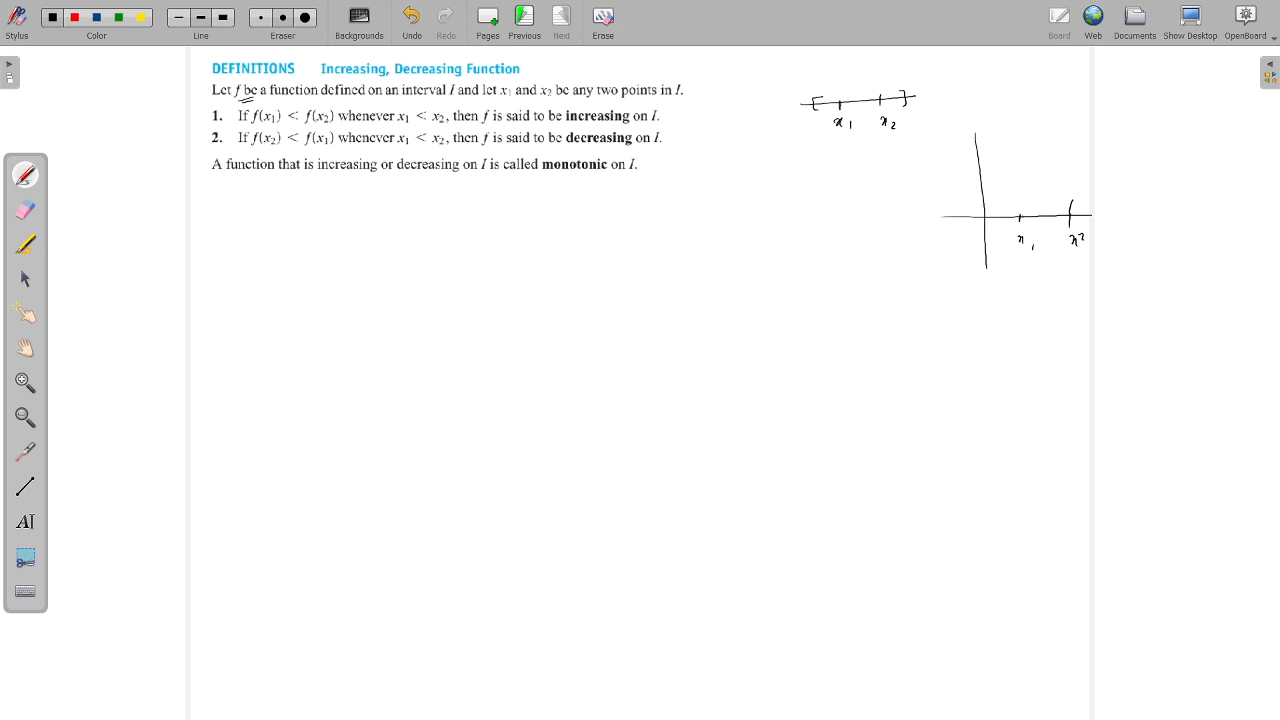 Stylus
Color
Line
Eraser
Backgrounds
Undo
Redo
Pages
Previous
Next
Erase
Board
Web
Documents
Show Desktop
OpenBoard
DEFINITIONS Increasing, Decreasing Function
Let f be a function defined on an interval I and let x₁ and x₂ be any two points in I.
1. If f(x₁) < f(x₂) whenever x₁ < x₂, then f is said to be increasing on I.
2. If f(x₂) < f(x₁) whenever x₁ < x₂, then f is said to be decreasing on I.
A function that is increasing or decreasing on I is called monotonic on I.
x₁ x₂
x₁ x²
AI